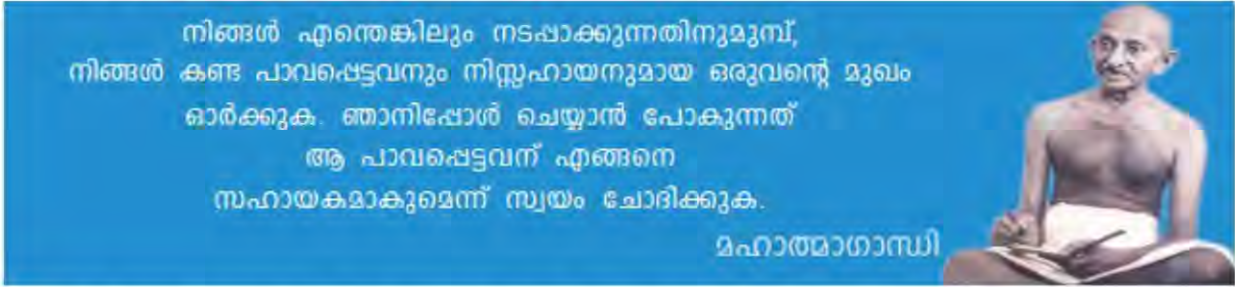 നിങ്ങൾ എന്തെങ്കിലും നടപ്പാക്കുന്നതിനുമുമ്പ്,
നിങ്ങൾ കണ്ട പാവപ്പെട്ടവനും നിസ്സഹായനുമായ ഒരുവന്റെ മുഖം
ഓർക്കുക. ഞാനിപ്പോൾ ചെയ്യാൻ പോകുന്നത്
ആ പാവപ്പെട്ടവന് എങ്ങനെ
സഹായകമാകുമെന്ന് സ്വയം ചോദിക്കുക.
മഹാത്മാഗാന്ധി